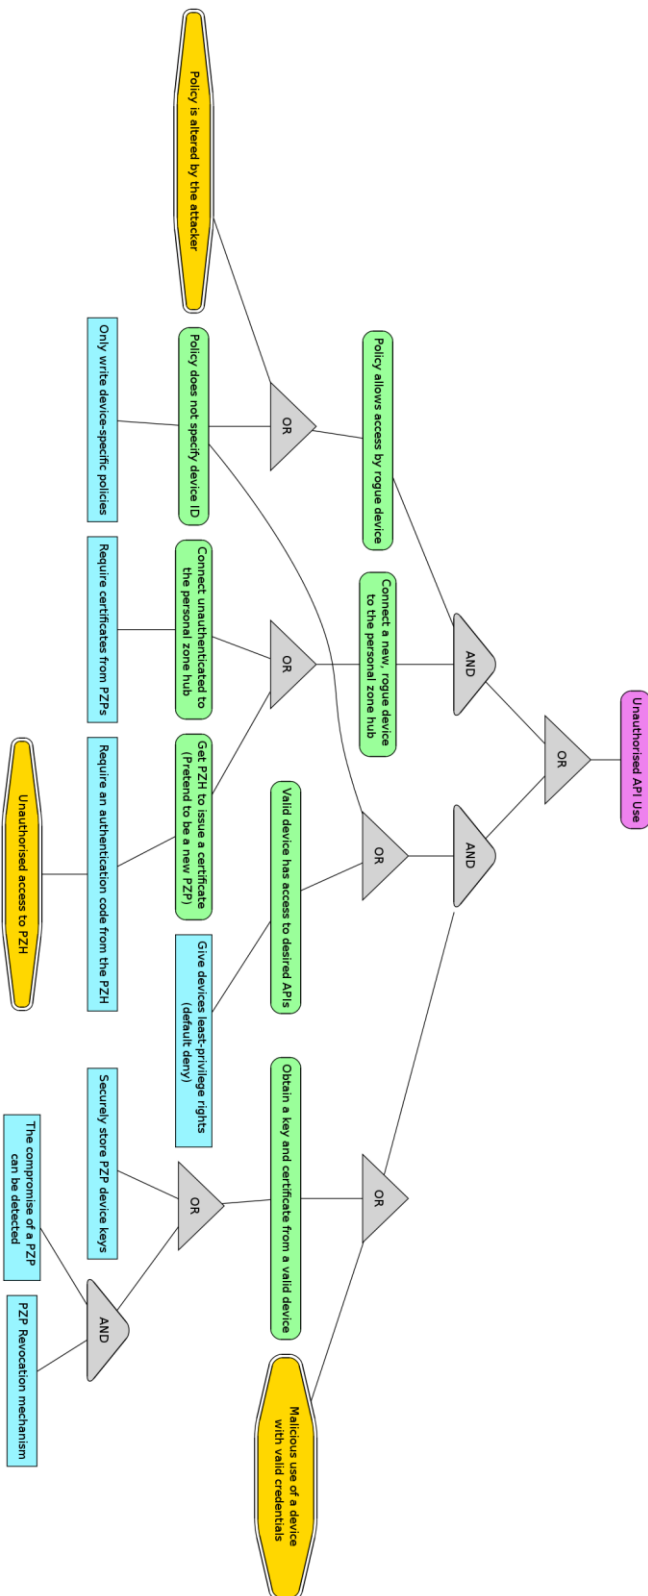 Unauthorised API Use
OR
AND
AND
Policy allows access by rogue device
Connect a new, rogue device
to the personal zone hub
OR
OR
OR
OR
Valid device has access to desired APIs
Obtain a key and certificate from a valid device
Malicious use of a device
with valid credentials
Policy is altered by the attacker
Policy does not specify device ID
Connect unauthenticated to
the personal zone hub
Get PZH to issue a certificate
(Pretend to be a new PZP)
Give devices least-privilege rights
(default deny)
OR
Only write device-specific policies
Require certificates from PZPs
Require an authentication code from the PZH
Securely store PZP device keys
AND
Unauthorised access to PZH
The compromise of a PZP
can be detected
PZP Revocation mechanism